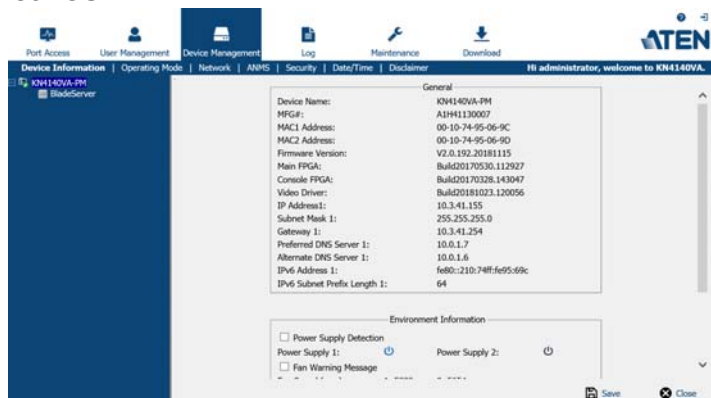 ATEN
Port Access User Management Device Management Log Maintenance Download
Device Information | Operating Mode | Network | ANMS | Security | Date/Time | Disclaimer Hi administrator, welcome to KN4140VA.
KN4140VA-PM
BladeServer
General
Device Name: KN4140VA-PM
MFG#: A1H41130007
MAC1 Address: 00-10-74-95-06-9C
MAC2 Address: 00-10-74-95-06-9D
Firmware Version: V2.0.192.20181115
Main FPGA: Build20170530.112927
Console FPGA: Build20170328.143047
Video Driver: Build20181023.120056
IP Address1: 10.3.41.155
Subnet Mask 1: 255.255.255.0
Gateway 1: 10.3.41.254
Preferred DNS Server 1: 10.0.1.7
Alternate DNS Server 1: 10.0.1.6
IPv6 Address 1: fe80::210:74ff:fe95:69c
IPv6 Subnet Prefix Length 1: 64
Environment Information
Power Supply Detection
Power Supply 1: Power Supply 2:
Fan Warning Message
Save Close